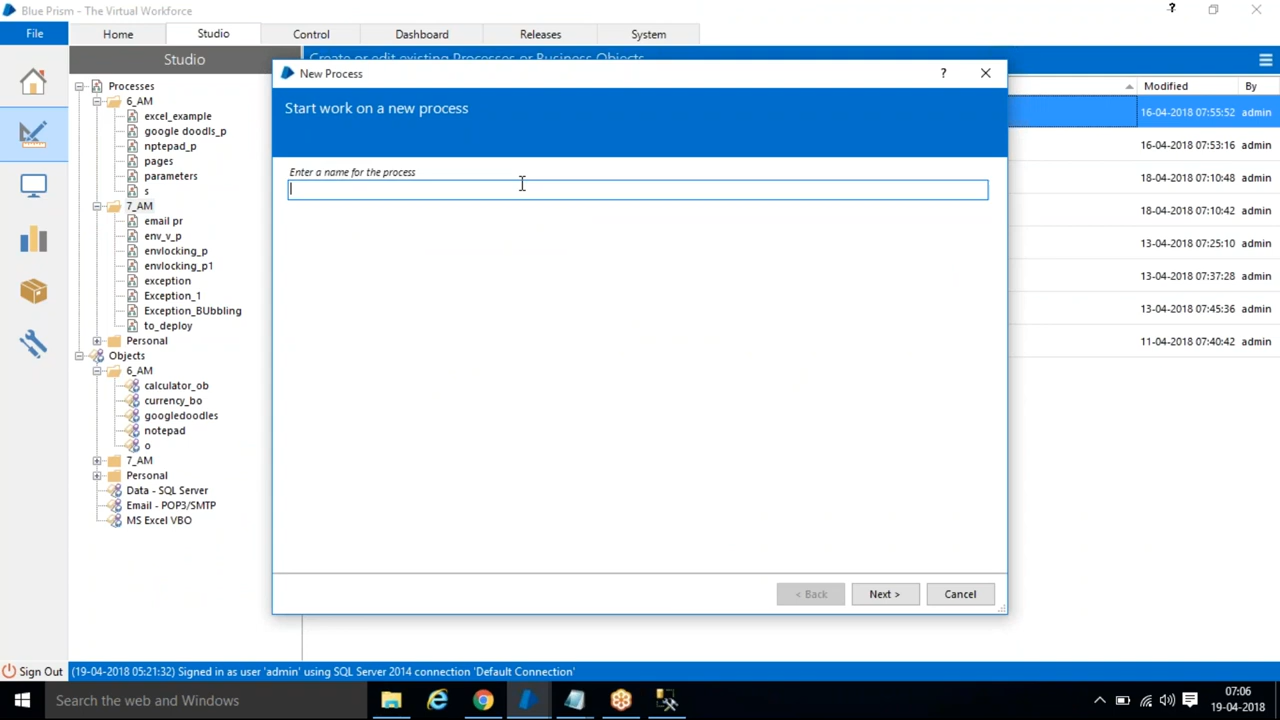 Blue Prism - The Virtual Workforce
File
Home
Studio
Control
Dashboard
Releases
System
Studio
Create or edit existing Processes or Business Objects
Processes
6_AM
excel_example
google doodls_p
nptepad_p
pages
parameters
s
7_AM
email pr
env_v_p
envlocking_p
envlocking_p1
exception
Exception_1
Exception_BUbbling
to_deploy
Personal
Objects
6_AM
calculator_ob
currency_bo
googledoodles
notepad
o
7_AM
Personal
Data - SQL Server
Email - POP3/SMTP
MS Excel VBO
New Process
?
Start work on a new process
Enter a name for the process
< Back
Next >
Cancel
Modified By
16-04-2018 07:55:52 admin
16-04-2018 07:53:16 admin
18-04-2018 07:10:48 admin
18-04-2018 07:10:42 admin
13-04-2018 07:25:10 admin
13-04-2018 07:37:28 admin
13-04-2018 07:45:36 admin
11-04-2018 07:40:42 admin
Sign Out
(19-04-2018 05:21:32) Signed in as user 'admin' using SQL Server 2014 connection 'Default Connection'
Search the web and Windows
07:06
19-04-2018